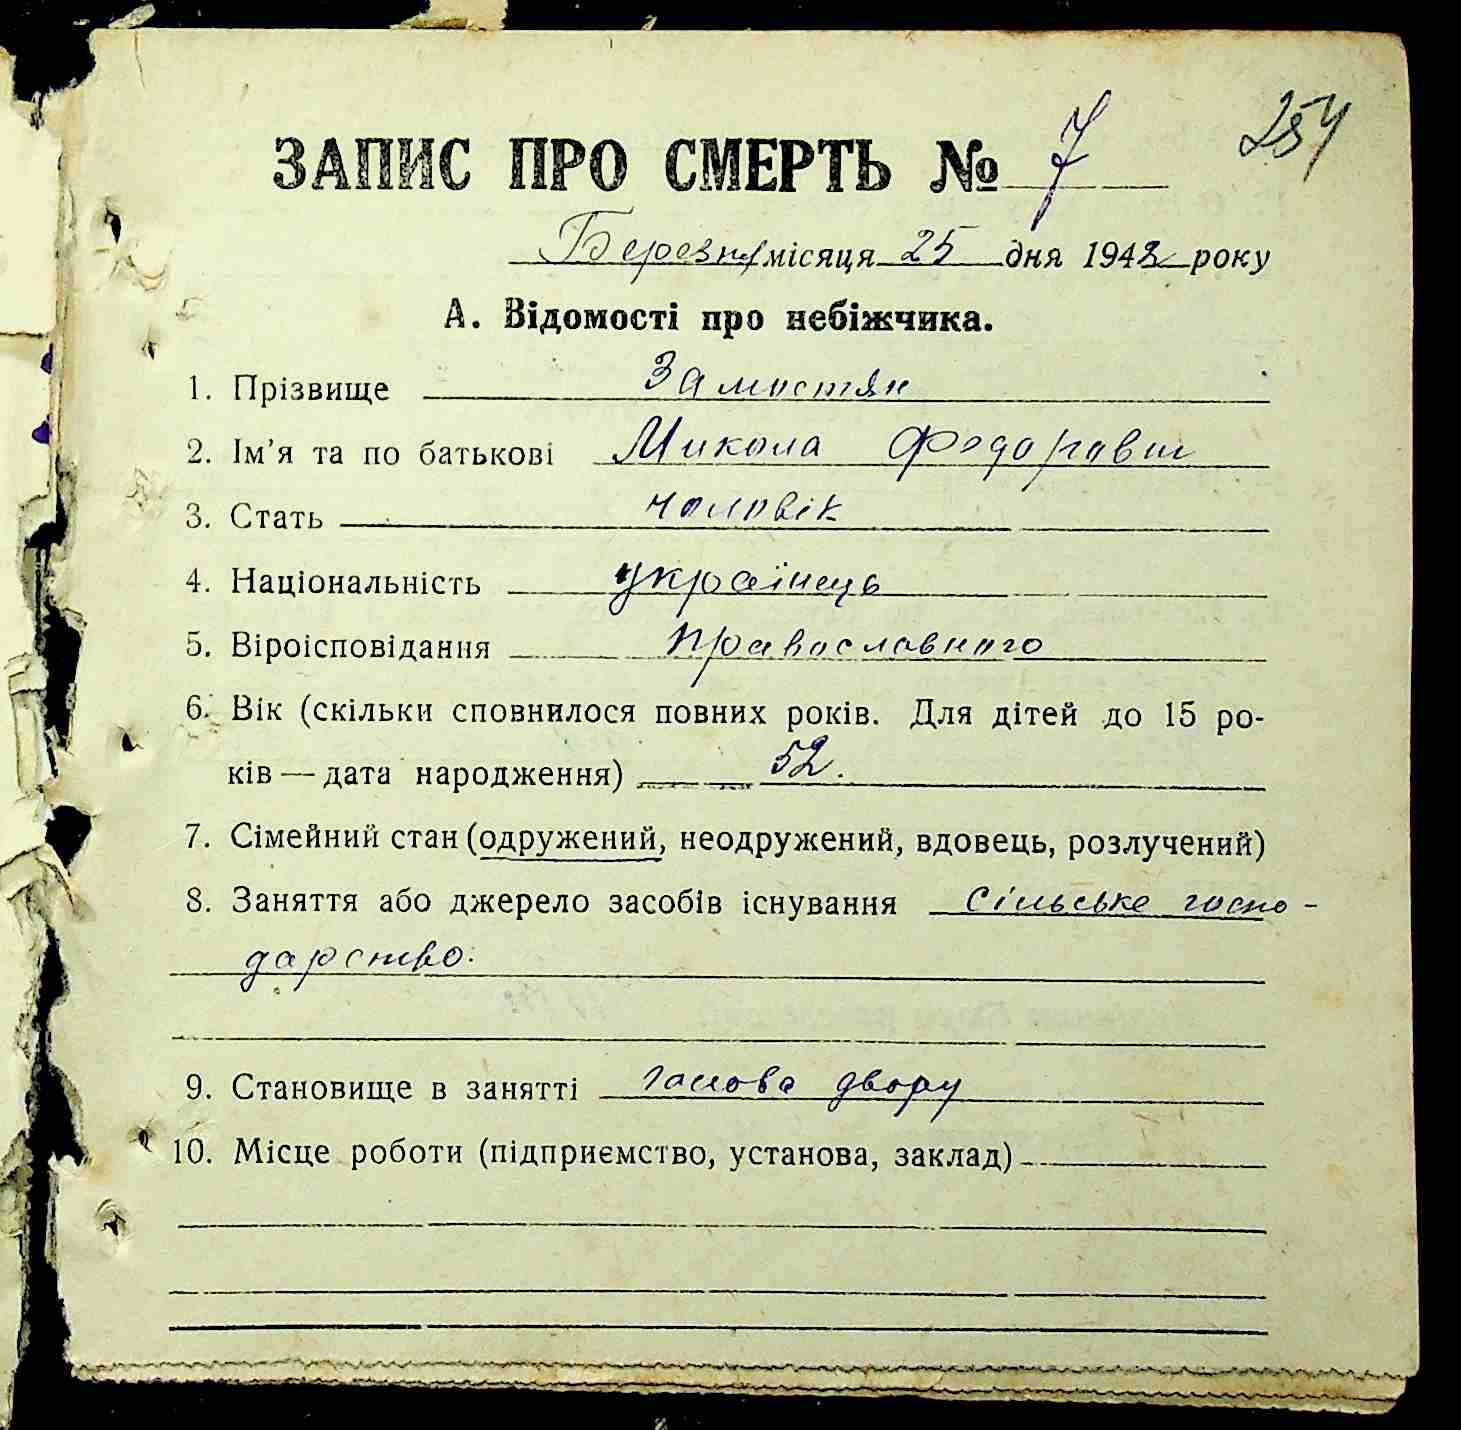 254
ЗАПИС ПРО СМЕРТЬ № 7
Березня місяця 25 дня 1942 року
А. Відомості про небіжчика.
1. Прізвище Замостян
2. Ім'я та по батькові Микола Федорович
3. Стать чоловік
4. Національність українець
5. Віроісповідання православного
6. Вік (скільки сповнилося повних років. Для дітей до 15 ро-
ків — дата народження) 52.
7. Сімейний стан (одружений, неодружений, вдовець, розлучений)
8. Заняття або джерело засобів існування сільське госпо-
дарство.
9. Становище в занятті голова двору
10. Місце роботи (підприємство, установа, заклад)